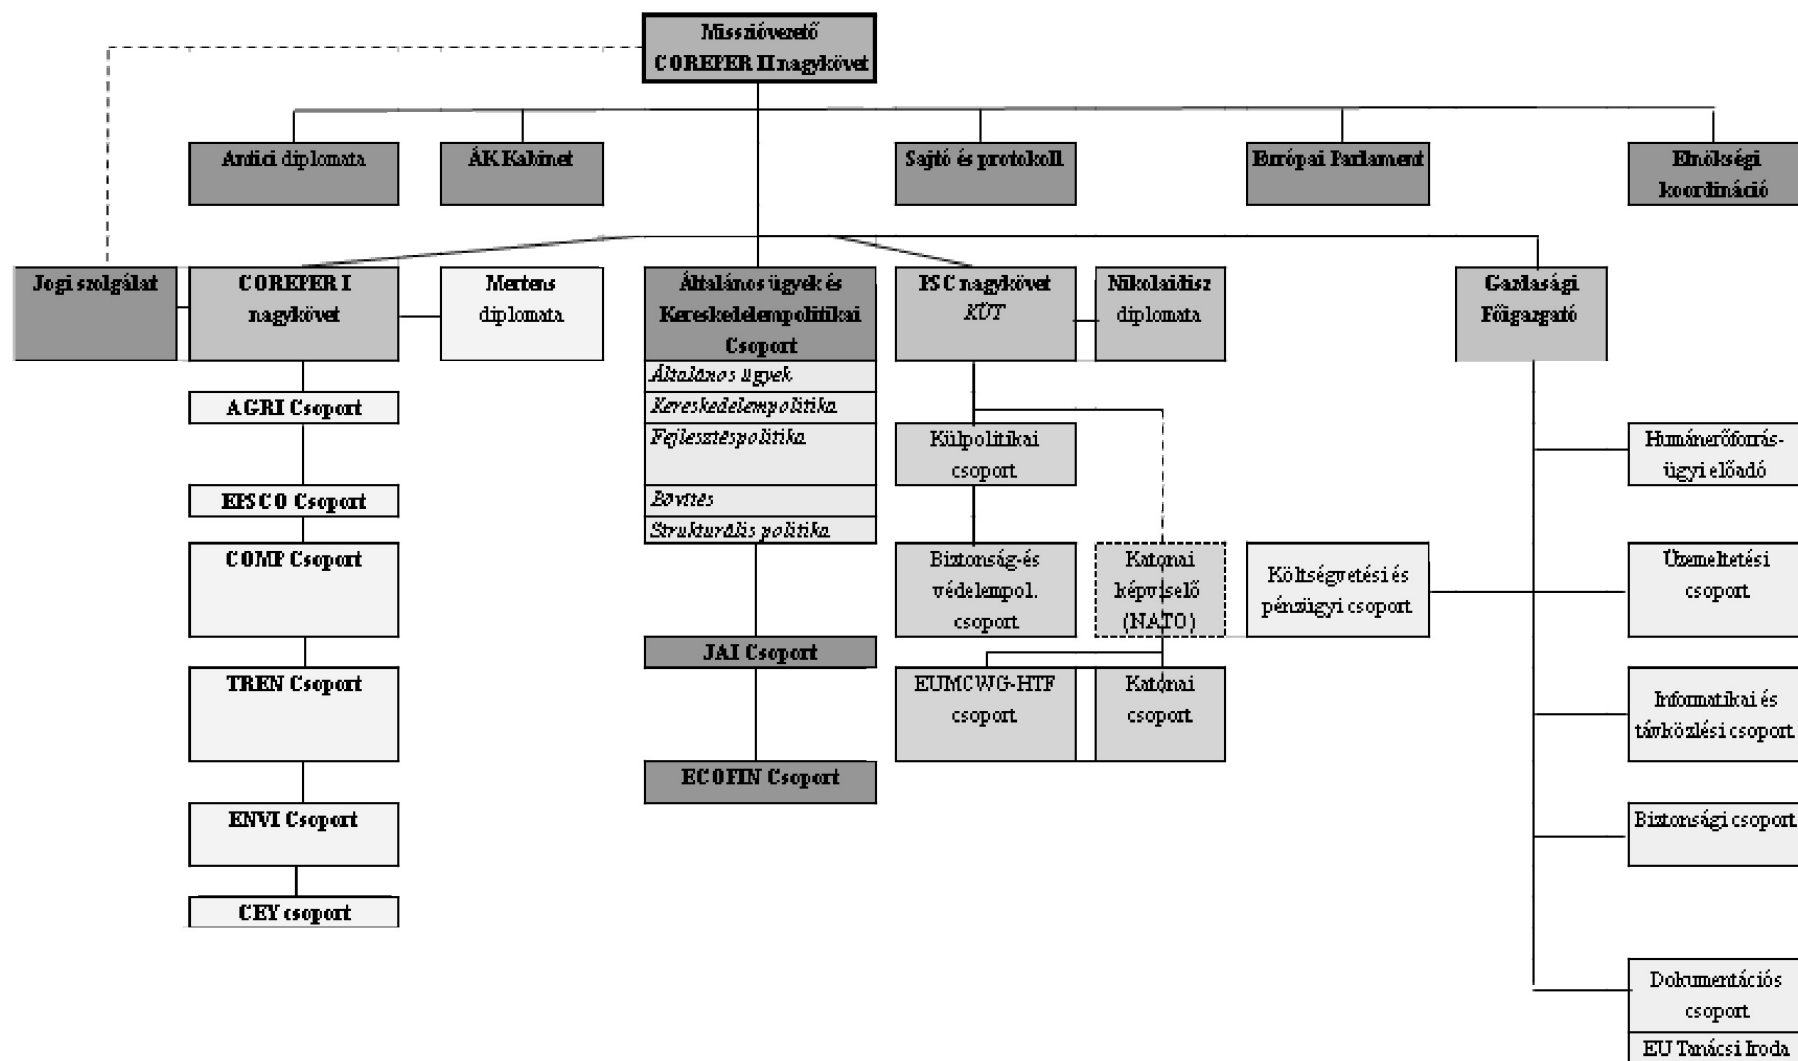 Misszióvezető
COREPER II nagykövet
Antici diplomata
ÁK Kabinet
Sajtó és protokoll
Európai Parlament
Elnökségi
koordináció
Jogi szolgálat
COREPER I
nagykövet
Mertens
diplomata
Általános ügyek és
Kereskedelempolitikai
Csoport
Általános ügyek
Kereskedelempolitika
Fejlesztéspolitika
Bővítés
Strukturális politika
PSC nagykövet
KÜT
Nikolaidisz
diplomata
Gazdasági
Főigazgató
AGRI Csoport
EPSCO Csoport
COMP Csoport
TREN Csoport
ENVI Csoport
CEY csoport
JAI Csoport
ECOFIN Csoport
Külpolitikai
csoport
Biztonság-és
védelempol.
csoport
Katonai
képviselő
(NATO)
EUMCWG-HTF
csoport
Katonai
csoport
Költségvetési és
pénzügyi csoport
Humánerőforrás-
ügyi előadó
Üzemeltetési
csoport
Informatikai és
távközlési csoport
Biztonsági csoport
Dokumentációs
csoport
EU Tanácsi Iroda